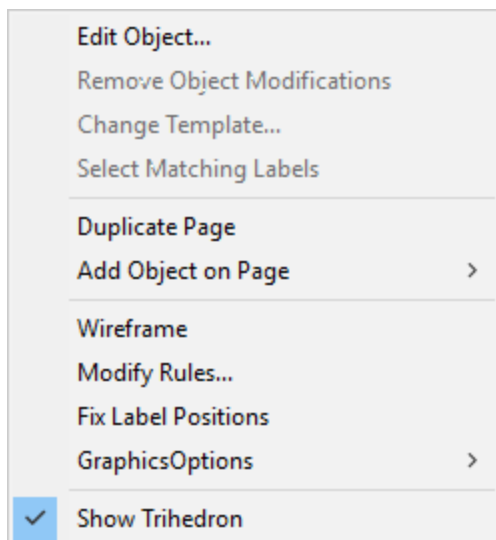 Edit Object...
Remove Object Modifications
Change Template...
Select Matching Labels
Duplicate Page
Add Object on Page
Wireframe
Modify Rules...
Fix Label Positions
GraphicsOptions
Show Trihedron